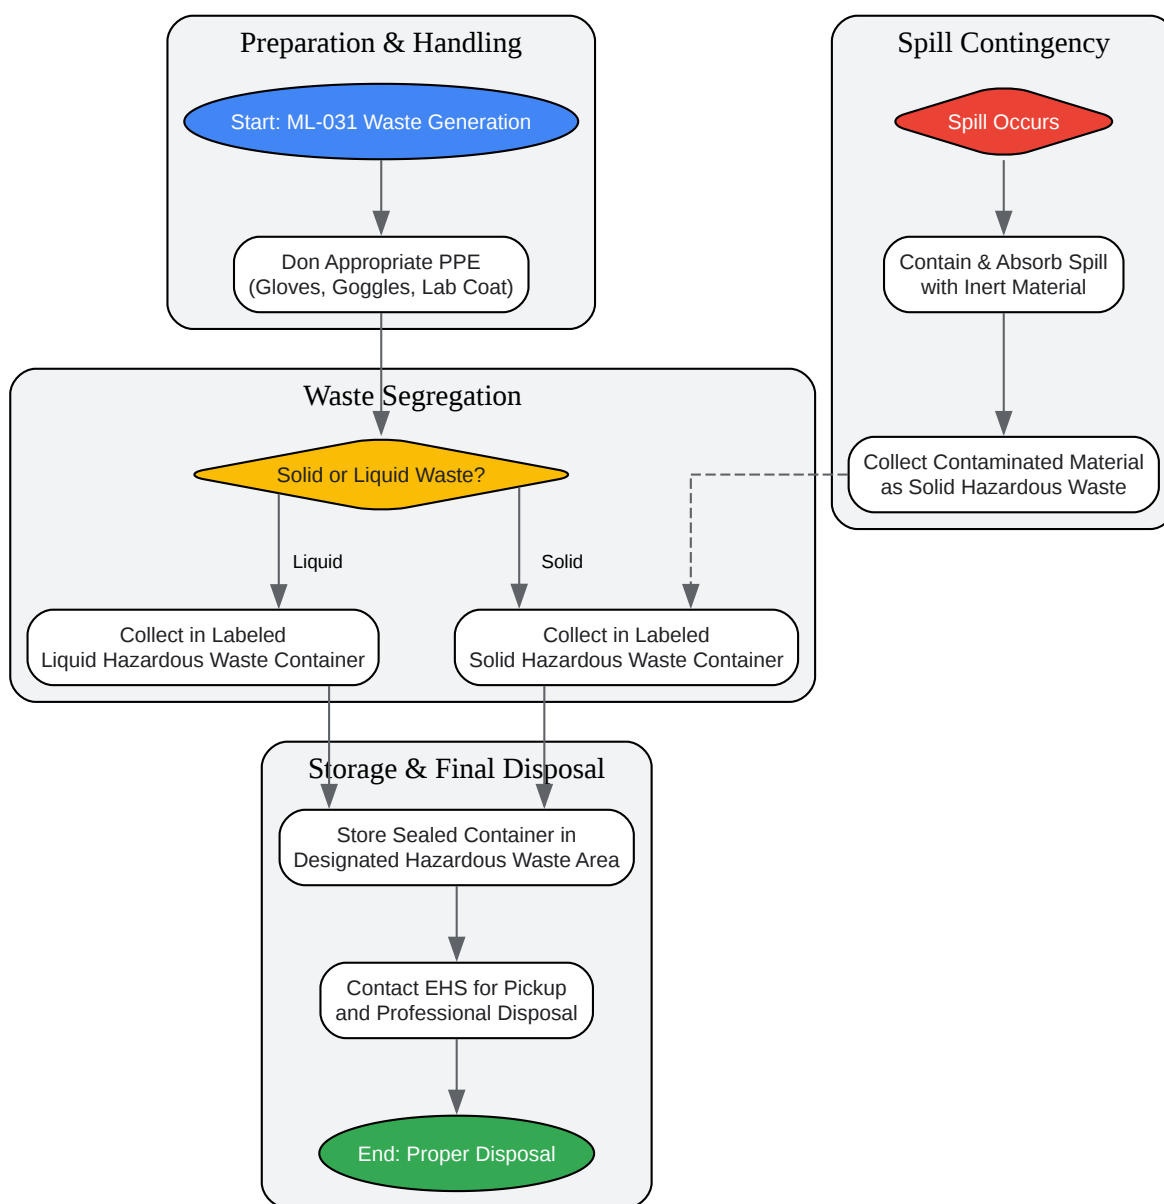 Preparation & Handling
Start: ML-031 Waste Generation
Don Appropriate PPE
(Gloves, Goggles, Lab Coat)
Spill Contingency
Spill Occurs
Contain & Absorb Spill
with Inert Material
Collect Contaminated Material
as Solid Hazardous Waste
Waste Segregation
Solid or Liquid Waste?
Liquid
Solid
Collect in Labeled
Liquid Hazardous Waste Container
Collect in Labeled
Solid Hazardous Waste Container
Storage & Final Disposal
Store Sealed Container in
Designated Hazardous Waste Area
Contact EHS for Pickup
and Professional Disposal
End: Proper Disposal